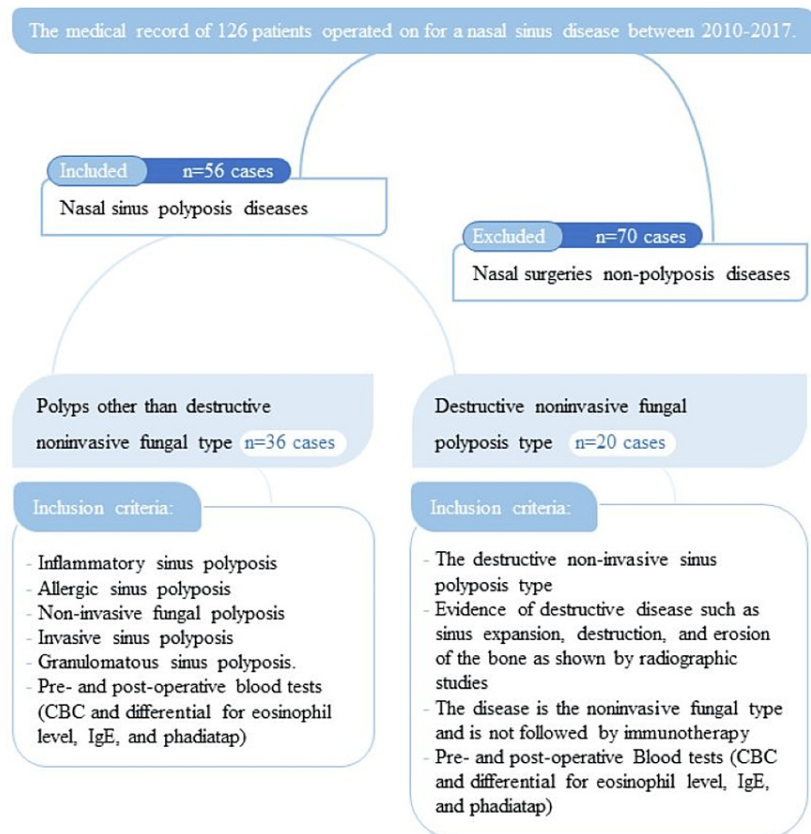 The medical record of 126 patients operated on for a nasal sinus disease between 2010-2017.
Included n=56 cases
Nasal sinus polyposis diseases
Excluded n=70 cases
Nasal surgeries non-polyposis diseases
Polyps other than destructive
noninvasive fungal type n=36 cases
Destructive noninvasive fungal
polyposis type n=20 cases
Inclusion criteria:
- Inflammatory sinus polyposis
- Allergic sinus polyposis
- Non-invasive fungal polyposis
- Invasive sinus polyposis
- Granulomatous sinus polyposis.
- Pre- and post-operative blood tests
(CBC and differential for eosinophil
level, IgE, and phadiatap)
Inclusion criteria:
- The destructive non-invasive sinus
polyposis type
- Evidence of destructive disease such as
sinus expansion, destruction, and erosion
of the bone as shown by radiographic
studies
- The disease is the noninvasive fungal type
and is not followed by immunotherapy
- Pre- and post-operative Blood tests (CBC
and differential for eosinophil level, IgE,
and phadiatap)